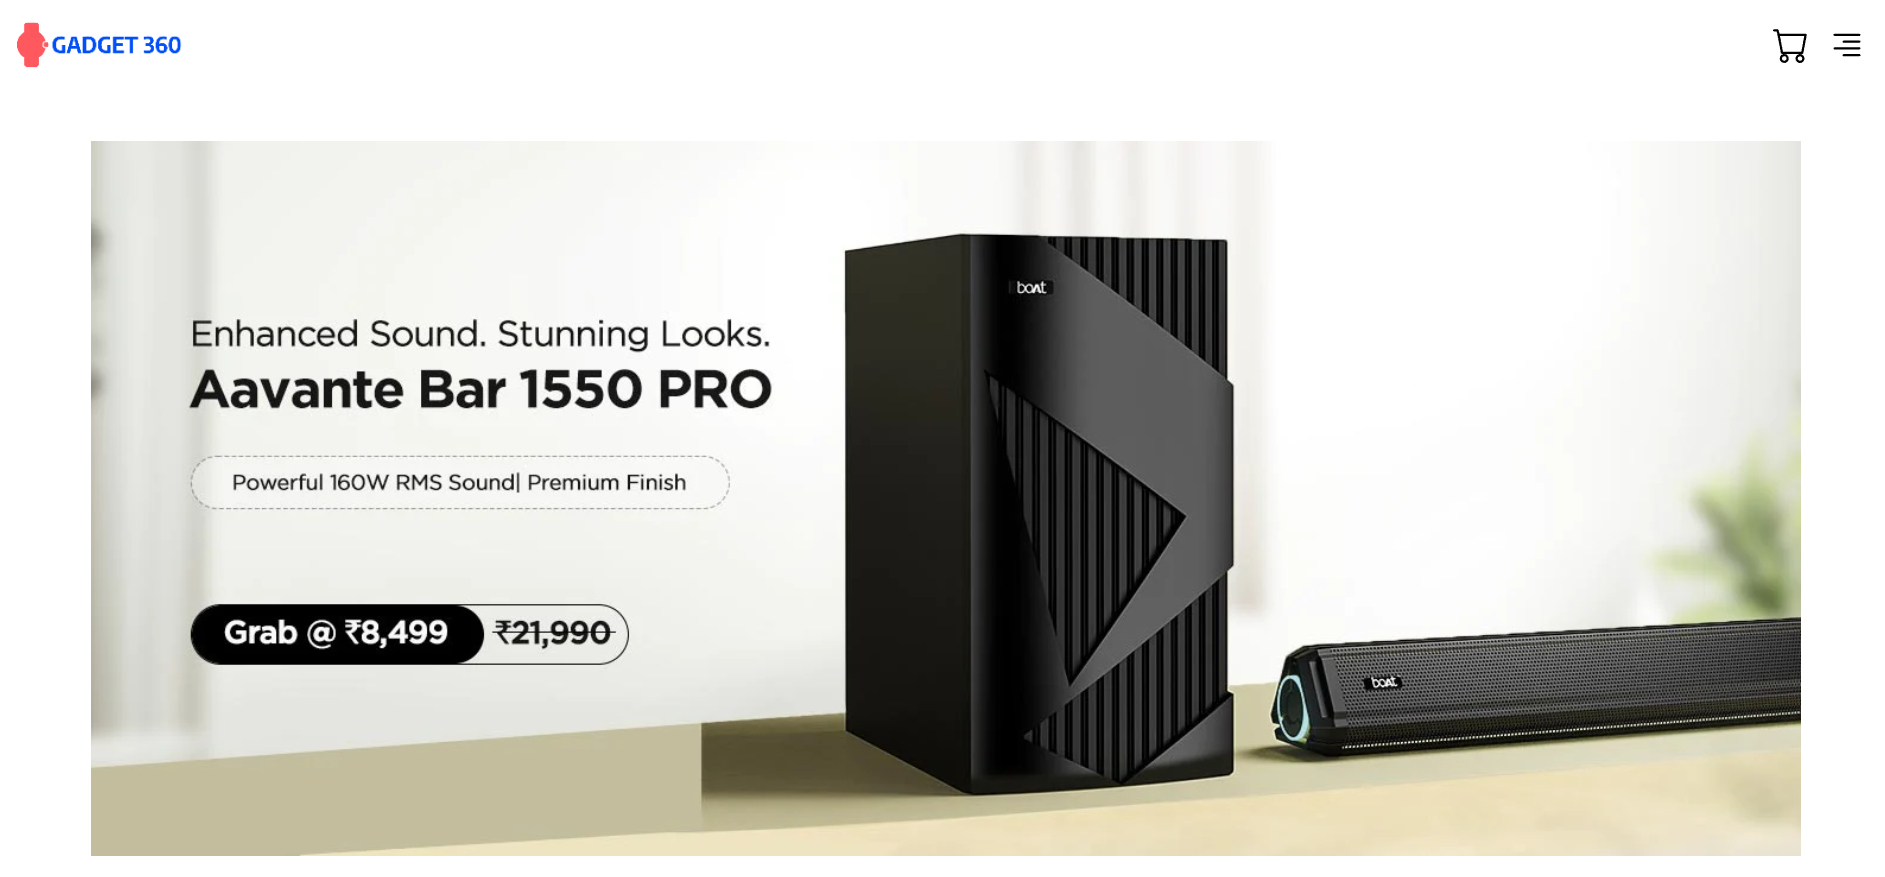 GADGET 360
boAt
Enhanced Sound. Stunning Looks.
Aavante Bar 1550 PRO
Powerful 160W RMS Sound| Premium Finish
Grab @ ₹8,499 ₹21,990
boAt